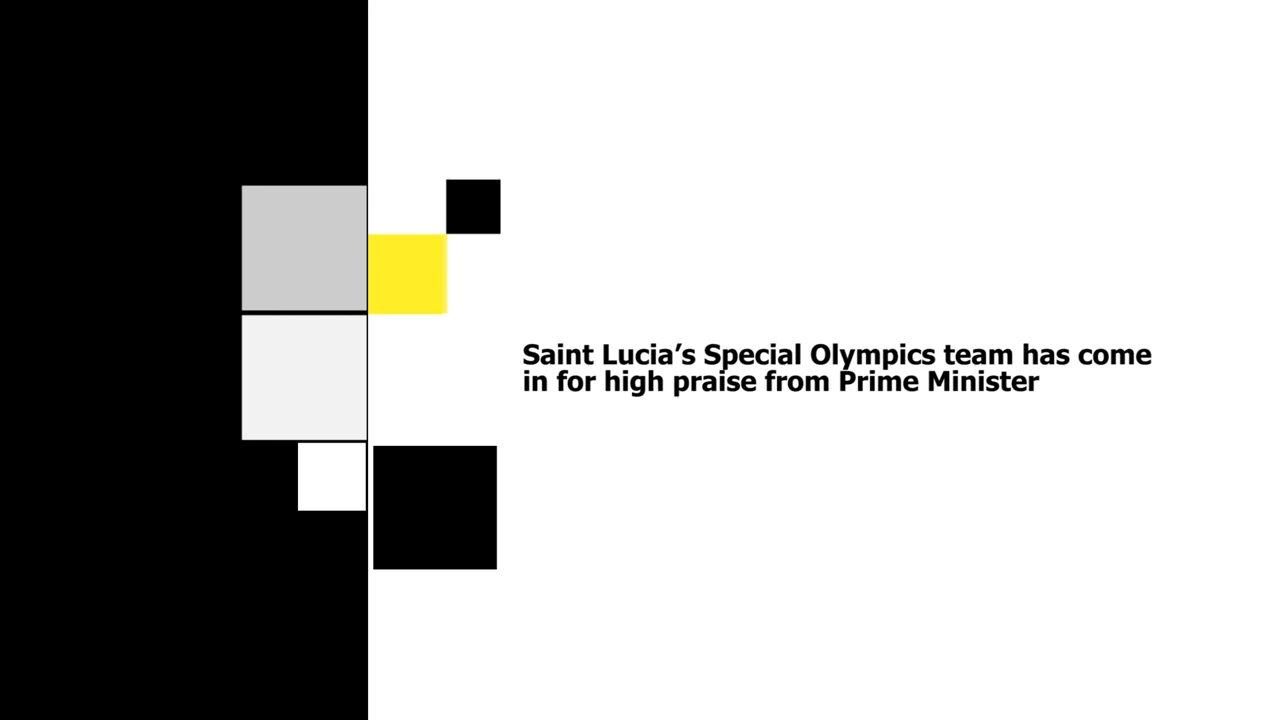 Saint Lucia’s Special Olympics team has come
in for high praise from Prime Minister